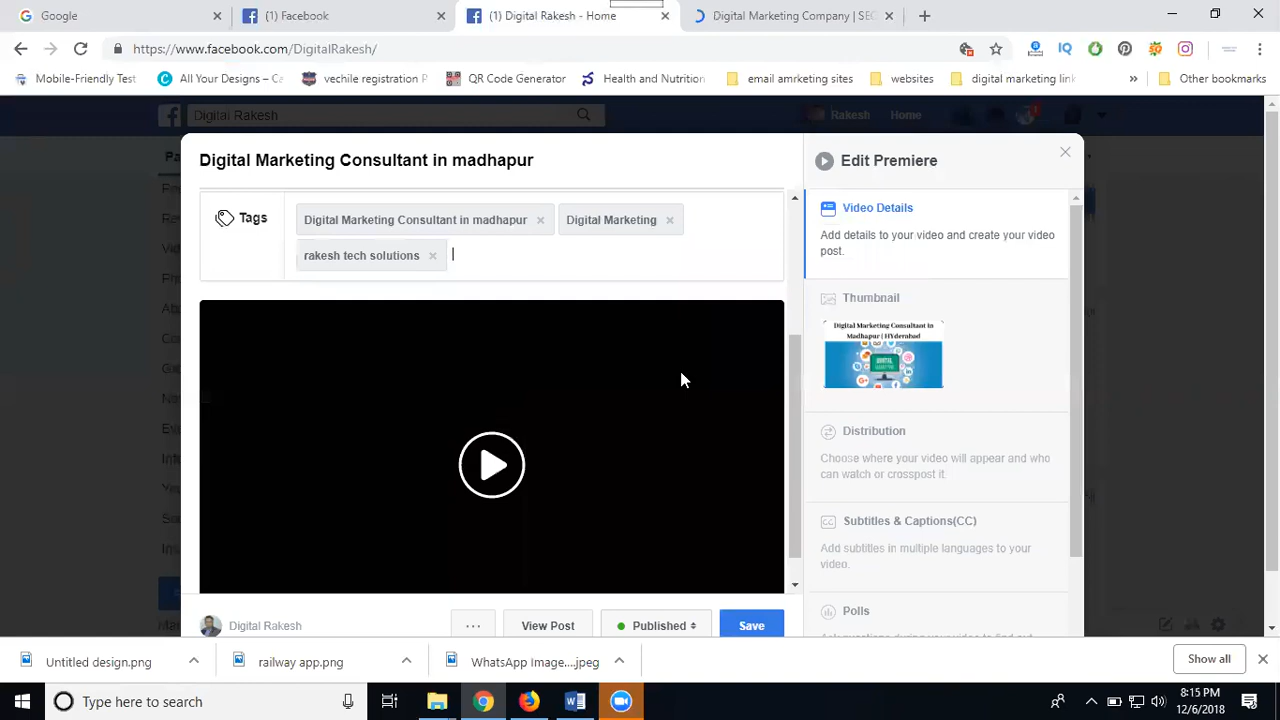 Google
(1) Facebook
(1) Digital Rakesh - Home
Digital Marketing Company | SEC
https://www.facebook.com/DigitalRakesh/
Mobile-Friendly Test
All Your Designs – Ca
vechile registration P
QR Code Generator
Health and Nutrition
email amrketing sites
websites
digital marketing link
Other bookmarks
Digital Rakesh
Rakesh
Home
Digital Marketing Consultant in madhapur
Edit Premiere
Tags
Digital Marketing Consultant in madhapur
Digital Marketing
rakesh tech solutions
Video Details
Add details to your video and create your video
post.
Thumbnail
Digital Marketing Consultant in
Madhapur | HYderabad
Distribution
Choose where your video will appear and who
can watch or crosspost it.
Subtitles & Captions(CC)
Add subtitles in multiple languages to your
video.
Polls
Digital Rakesh
...
View Post
Published
Save
Untitled design.png
railway app.png
WhatsApp Image....jpeg
Show all
Type here to search
8:15 PM
12/6/2018